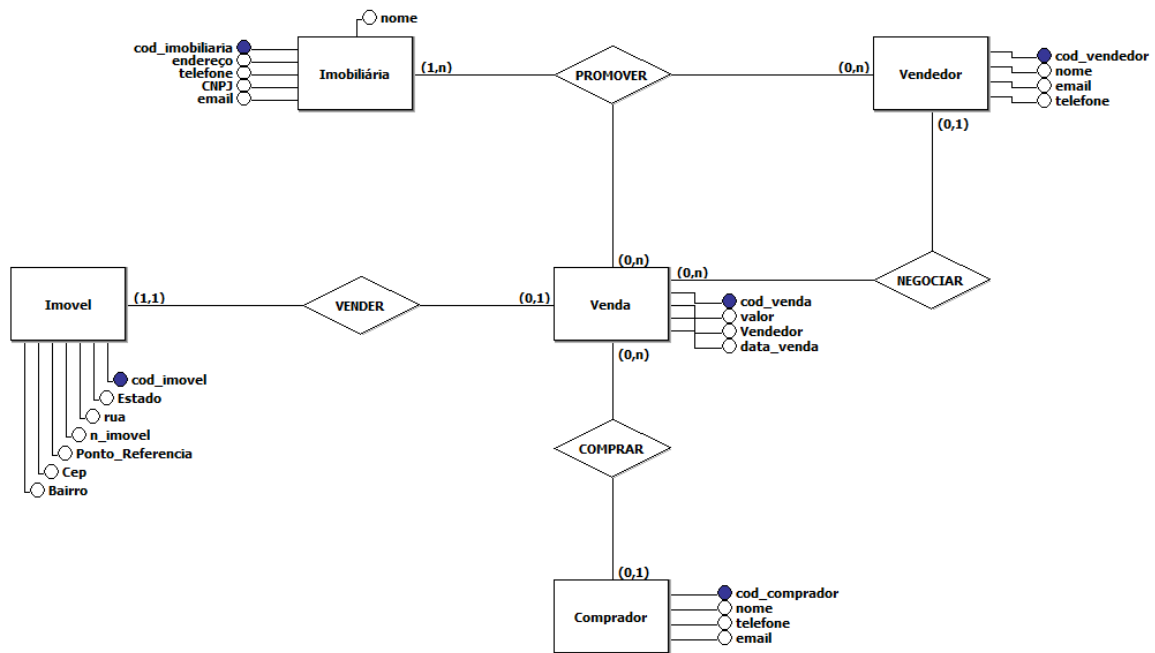 nome
cod_imobiliaria
endereço
telefone
CNPJ
email
Imobiliária
(1,n)
PROMOVER
(0,n)
Vendedor
cod_vendedor
nome
email
telefone
(0,1)
NEGOCIAR
(0,n)
(0,n)
Imovel
(1,1)
VENDER
(0,1)
Venda
cod_venda
valor
Vendedor
data_venda
(0,n)
cod_imovel
Estado
rua
n_imovel
Ponto_Referencia
Cep
Bairro
COMPRAR
(0,1)
Comprador
cod_comprador
nome
telefone
email